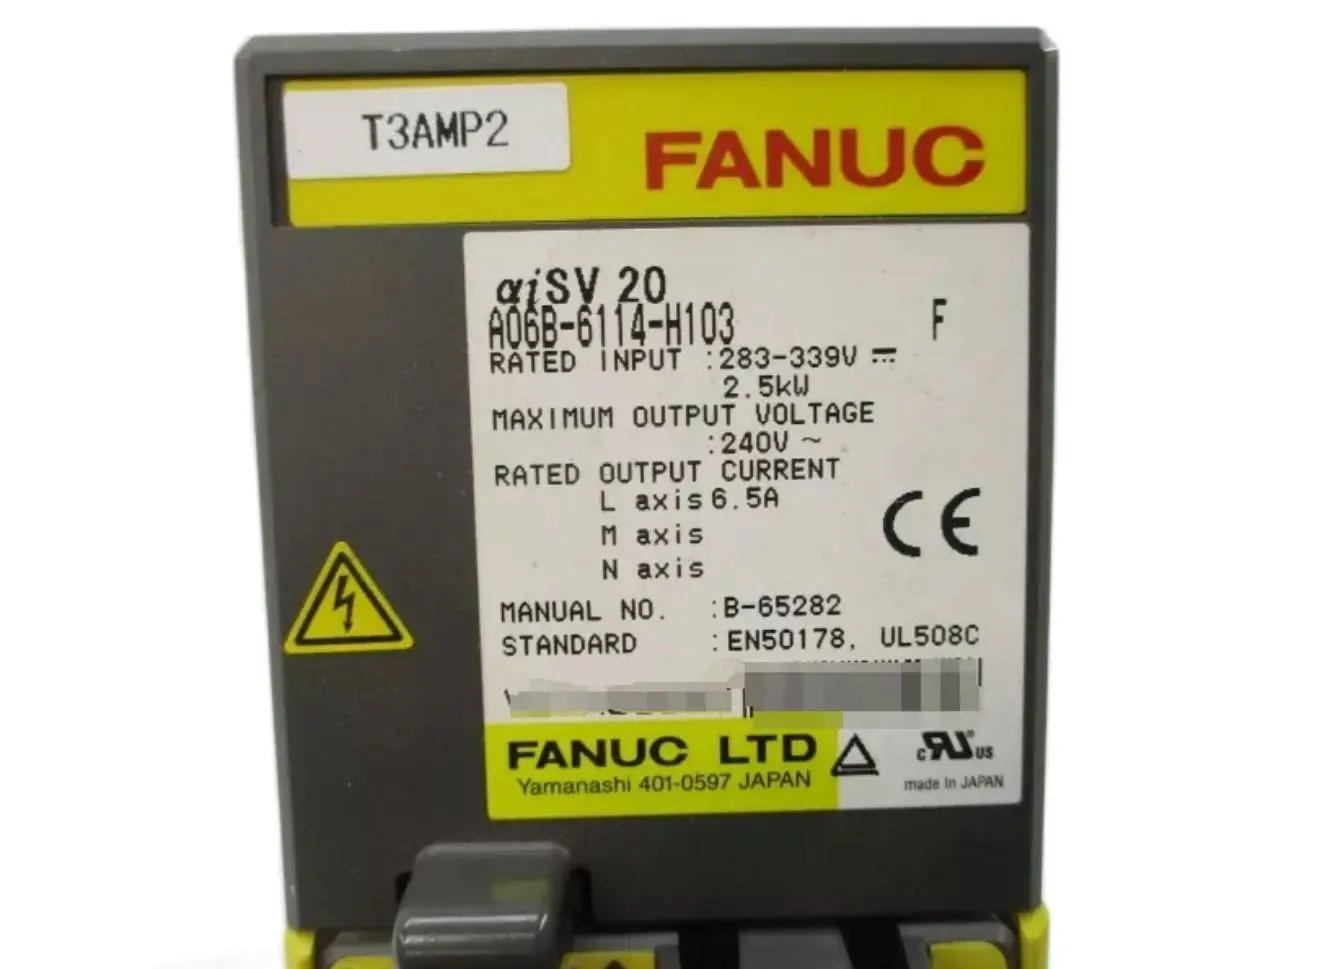 T3AMP2
FANUC
αiSV 20
A06B-6114-H103 F
RATED INPUT :283-339V
2.5kW
MAXIMUM OUTPUT VOLTAGE
:240V ~
RATED OUTPUT CURRENT
L axis 6.5A
M axis
N axis
CE
MANUAL NO. :B-65282
STANDARD :EN50178, UL508C
FANUC LTD
Yamanashi 401-0597 JAPAN
c RU US
made In JAPAN